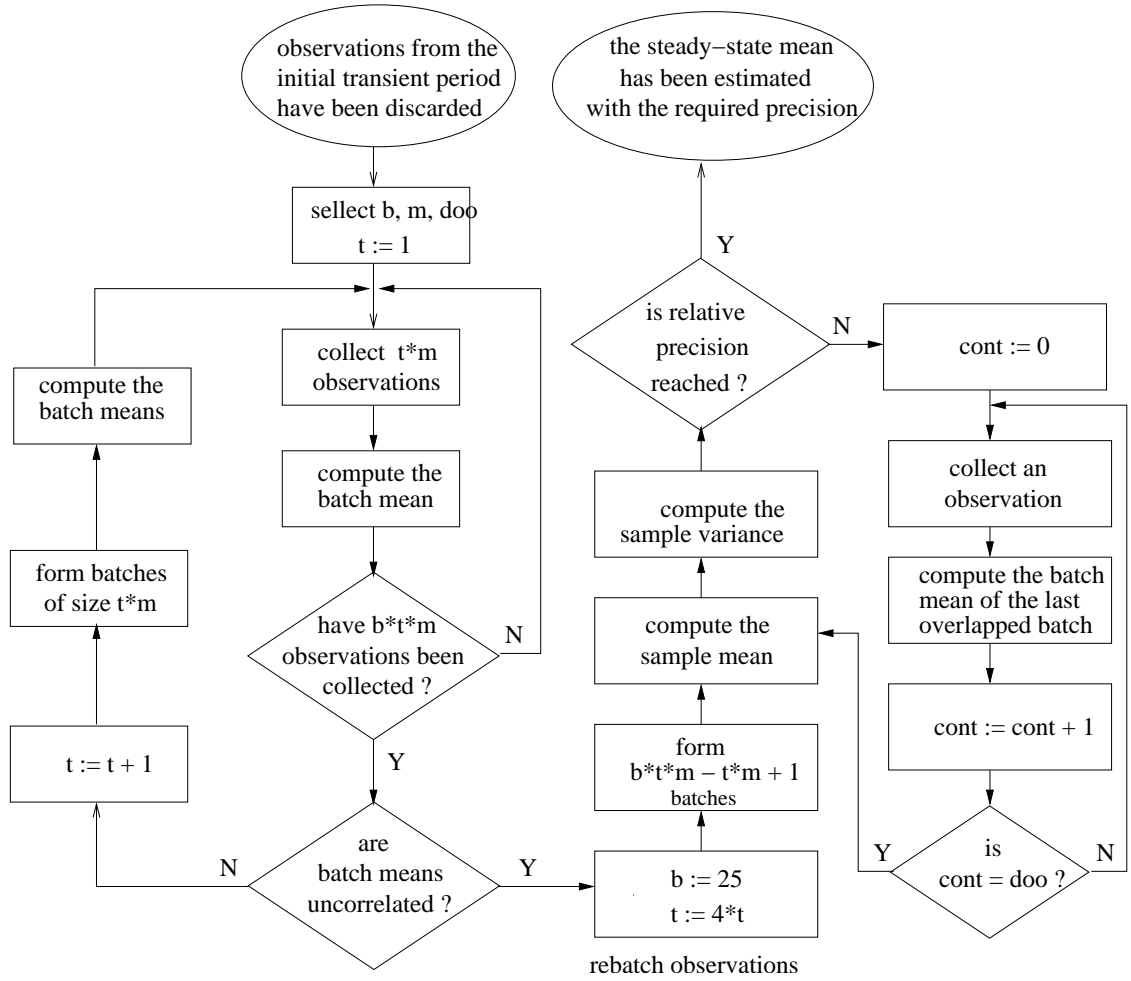 observations from the
initial transient period
have been discarded
sellect b, m, doo
t := 1
collect t*m
observations
compute the
batch mean
have b*t*m
observations been
collected ?
N
Y
are
batch means
uncorrelated ?
N
Y
t := t + 1
form batches
of size t*m
compute the
batch means
b := 25
t := 4*t
rebatch observations
form
b*t*m − t*m + 1
batches
compute the
sample mean
compute the
sample variance
is relative
precision
reached ?
Y
N
the steady−state mean
has been estimated
with the required precision
cont := 0
collect an
observation
compute the batch
mean of the last
overlapped batch
cont := cont + 1
is
cont = doo ?
Y
N